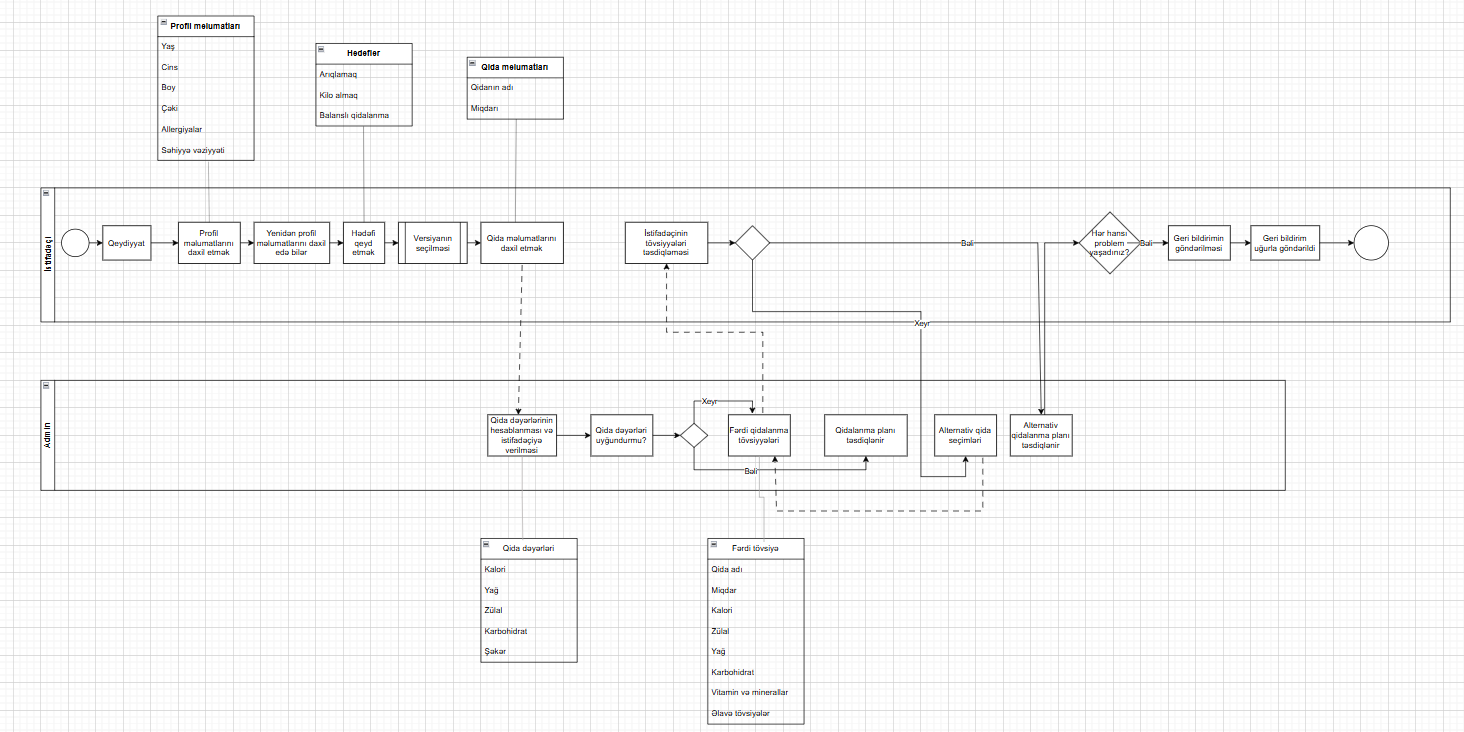 Profil məlumatları
Yaş
Cins
Boy
Çəki
Allergiyalar
Səhiyyə vəziyyəti
Hedefler
Arıqlamaq
Kilo almaq
Balanslı qidalanma
Qida məlumatları
Qidanın adı
Miqdarı
İstifadəçi
Qeydiyyat
Profil
məlumatlarını
daxil etmək
Yenidən profil
məlumatlarını daxil
edə bilər
Hədəfi
qeyd
etmək
Versiyanın
seçilməsi
Qida məlumatlarını
daxil etmək
İstifadəçinin
tövsiyyələri
təsdiqləməsi
Bəli
Hər hansı
problem
yaşadınız?
Bəli
Geri bildirimin
göndərilməsi
Geri bildirim
uğurla göndərildi
Xeyr
Admin
Qida dəyərlərinin
hesablanması və
istifadəçiyə
verilməsi
Qida dəyərləri
uyğundurmu?
Xeyr
Bəli
Fərdi qidalanma
tövsiyyələri
Qidalanma planı
təsdiqlənir
Alternativ qida
seçimləri
Alternativ
qidalanma planı
təsdiqlənir
Qida dəyərləri
Kalori
Yağ
Zülal
Karbohidrat
Şəkər
Fərdi tövsiyə
Qida adı
Miqdar
Kalori
Zülal
Yağ
Karbohidrat
Vitamin və minerallar
Əlavə tövsiyələr